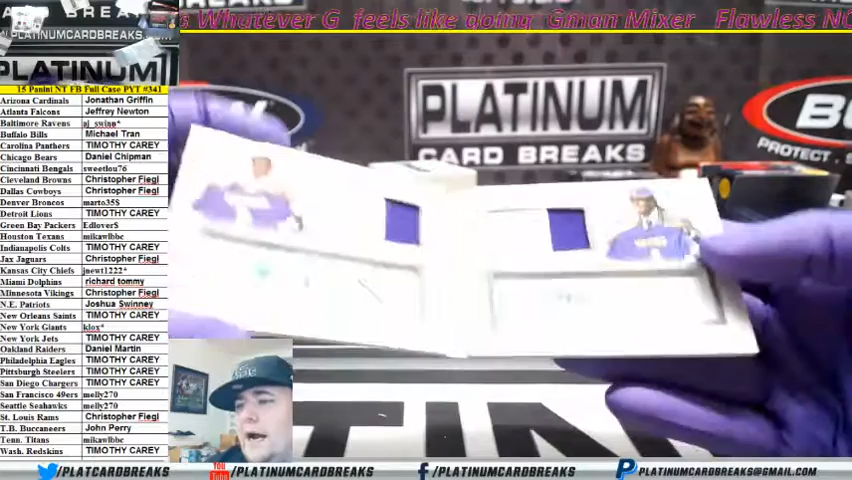 s Whatever G feels like doing Gman Mixer Flawless NC
PLATINUM
CARD BREAKS
PLATINUMCARDBREAKS.COM
PLATINUM
15 Panini NT FB Full Case PYT #341
Arizona Cardinals Jonathan Griffin
Atlanta Falcons Jeffrey Newton
Baltimore Ravens aj_swinn*
Buffalo Bills Michael Tran
Carolina Panthers TIMOTHY CAREY
Chicago Bears Daniel Chipman
Cincinnati Bengals sweetlou76
Cleveland Browns Christopher Fiegl
Dallas Cowboys Christopher Fiegl
Denver Broncos marto35$
Detroit Lions TIMOTHY CAREY
Green Bay Packers EdloverS
Houston Texans mikawlbbc
Indianapolis Colts TIMOTHY CAREY
Jax Jaguars Christopher Fiegl
Kansas City Chiefs jnewt1222*
Miami Dolphins richard tommy
Minnesota Vikings Christopher Fiegl
N.E. Patriots Joshua Swinney
New Orleans Saints TIMOTHY CAREY
New York Giants klox*
New York Jets TIMOTHY CAREY
Oakland Raiders Daniel Martin
Philadelphia Eagles TIMOTHY CAREY
Pittsburgh Steelers TIMOTHY CAREY
San Diego Chargers TIMOTHY CAREY
San Francisco 49ers melly270
Seattle Seahawks melly270
St. Louis Rams Christopher Fiegl
T.B. Buccaneers John Perry
Tenn. Titans mikawlbbc
Wash. Redskins TIMOTHY CAREY
PROTECT
/PLATCARDBREAKS
You Tube
/PLATINUMCARDBREAKS
/PLATINUMCARDBREAKS
PLATINUMCARDBREAKS@GMAIL.COM